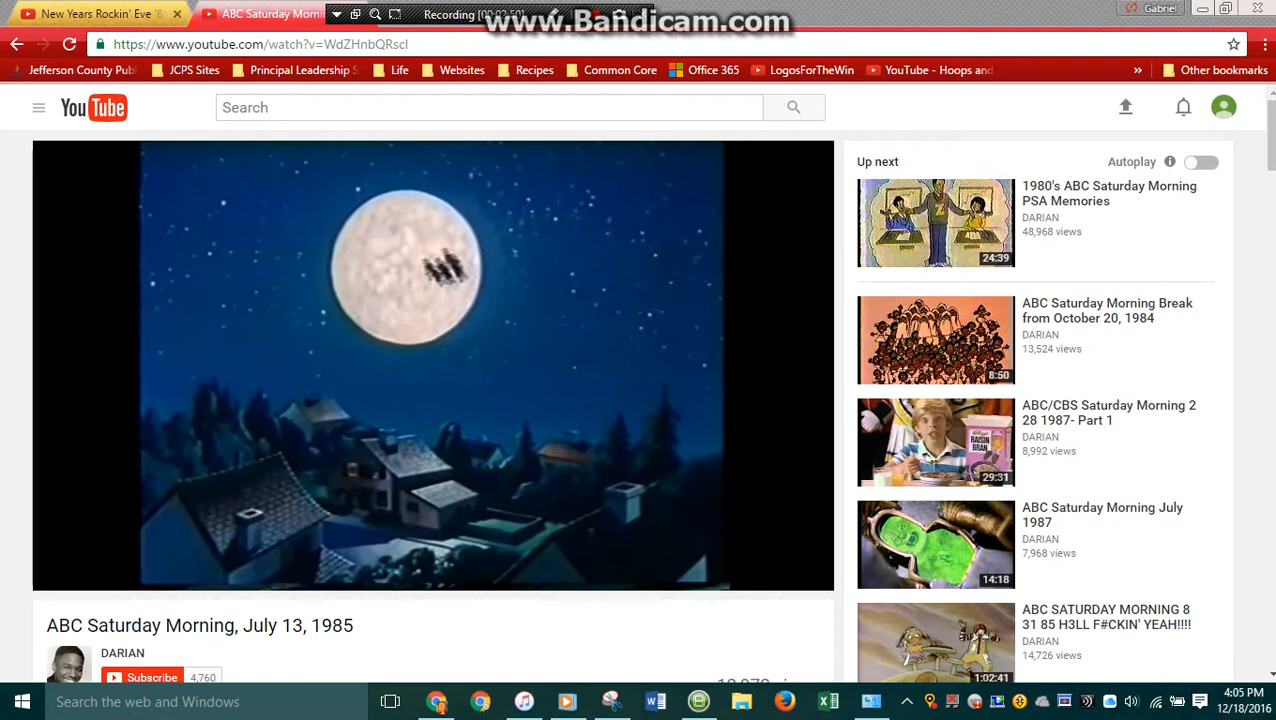 New Years Rockin' Eve '8
ABC Saturday Morni
Recording
www.Bandicam.com
Gabriel
https://www.youtube.com/watch?v=WdZHnbQRscI
Jefferson County Pub
JCPS Sites
Principal Leadership S
Life
Websites
Recipes
Common Core
Office 365
LogosForTheWin
YouTube - Hoops and
»
Other bookmarks
YouTube
Search
Up next
Autoplay
1980's ABC Saturday Morning
PSA Memories
DARIAN
48,968 views
24:39
ABC Saturday Morning Break
from October 20, 1984
DARIAN
13,524 views
8:50
ABC/CBS Saturday Morning 2
28 1987- Part 1
DARIAN
8,992 views
Kellogg's
RAISIN
BRAN
29:31
ABC Saturday Morning July
1987
DARIAN
7,968 views
14:18
ABC SATURDAY MORNING 8
31 85 H3LL F#CKIN' YEAH!!!!
DARIAN
14,726 views
1:02:41
ABC Saturday Morning, July 13, 1985
DARIAN
Subscribe
4,760
Search the web and Windows
4:05 PM
12/18/2016